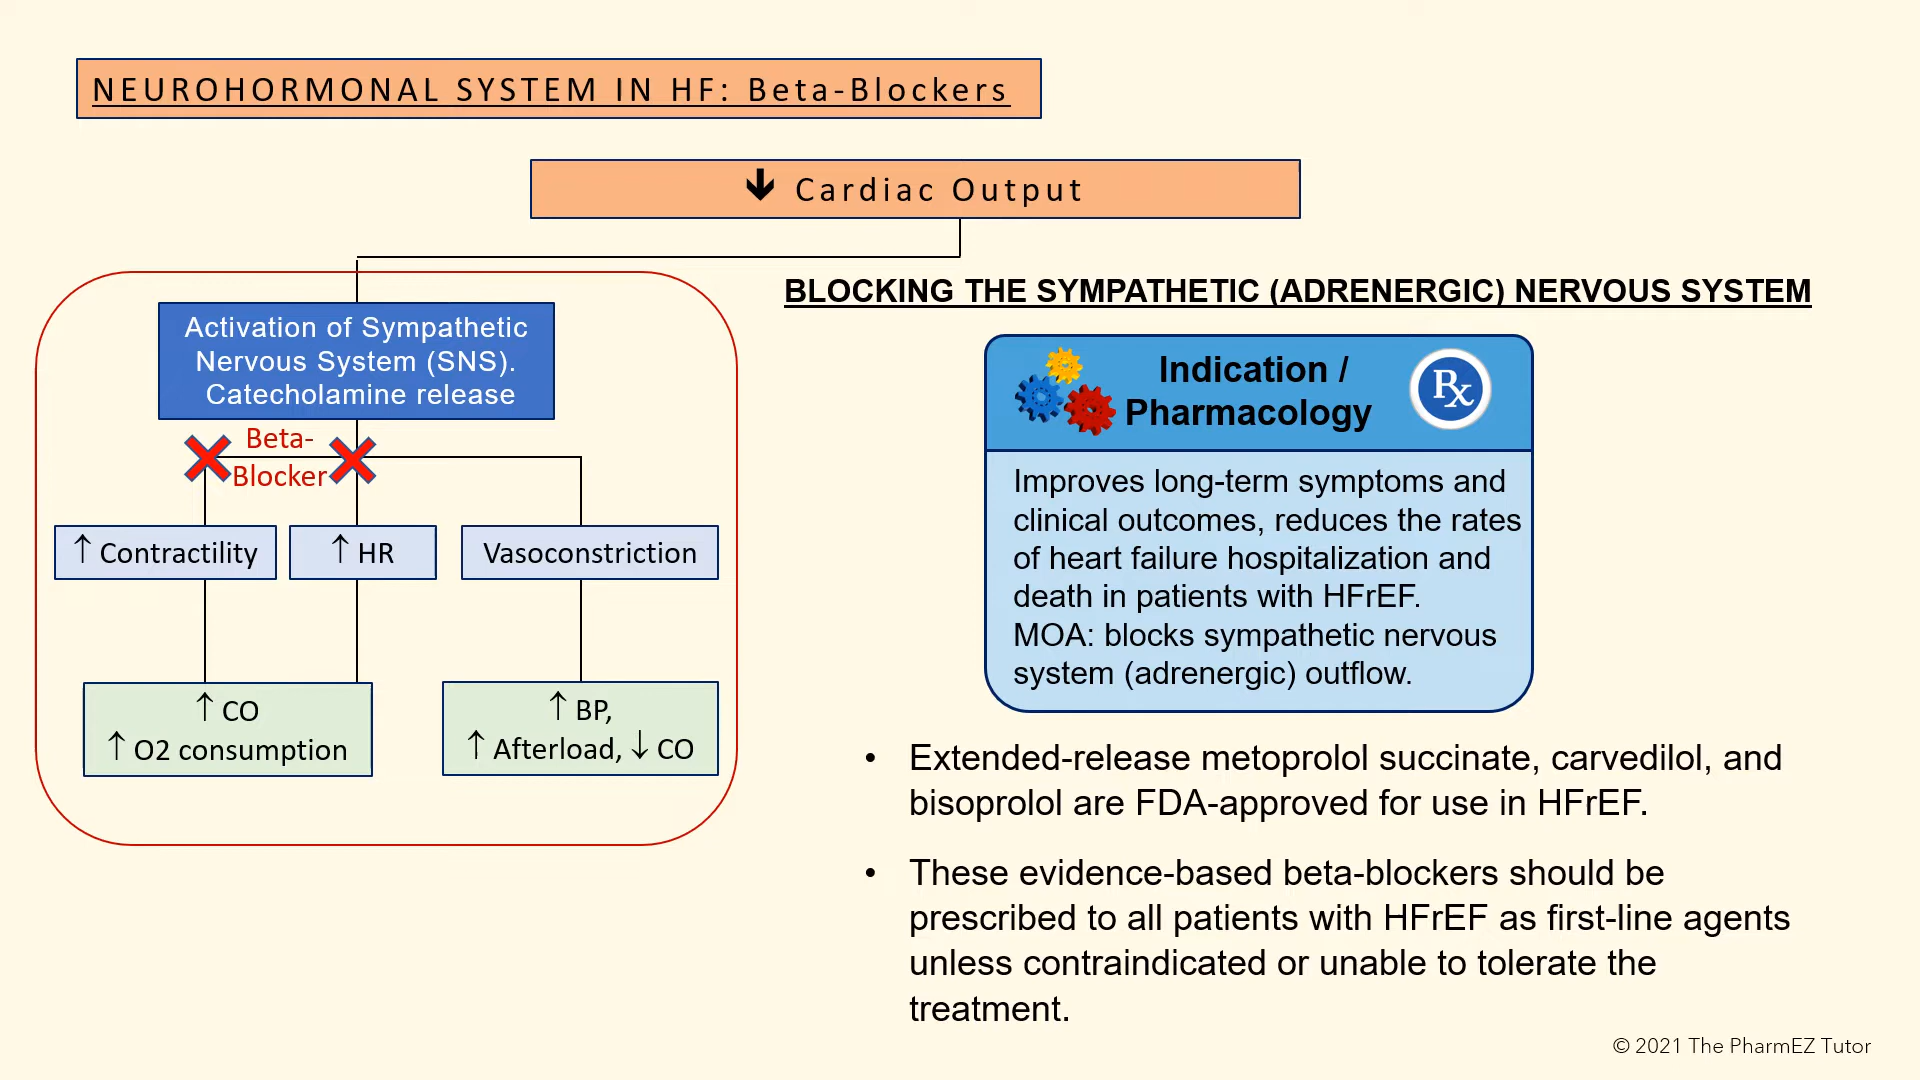 NEUROHORMONAL SYSTEM IN HF: Beta-Blockers
🡻 Cardiac Output
Activation of Sympathetic
Nervous System (SNS).
Catecholamine release
Beta-
Blocker
↑ Contractility
↑ HR
Vasoconstriction
↑ CO
↑ O2 consumption
↑ BP,
↑ Afterload, ↓ CO
BLOCKING THE SYMPATHETIC (ADRENERGIC) NERVOUS SYSTEM
Indication /
Pharmacology
Rx
Improves long-term symptoms and
clinical outcomes, reduces the rates
of heart failure hospitalization and
death in patients with HFrEF.
MOA: blocks sympathetic nervous
system (adrenergic) outflow.
• Extended-release metoprolol succinate, carvedilol, and
bisoprolol are FDA-approved for use in HFrEF.
• These evidence-based beta-blockers should be
prescribed to all patients with HFrEF as first-line agents
unless contraindicated or unable to tolerate the
treatment.
© 2021 The PharmEZ Tutor